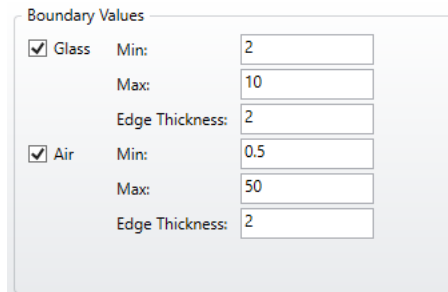 Boundary Values
Glass Min: 2
Max: 10
Edge Thickness: 2
Air Min: 0.5
Max: 50
Edge Thickness: 2